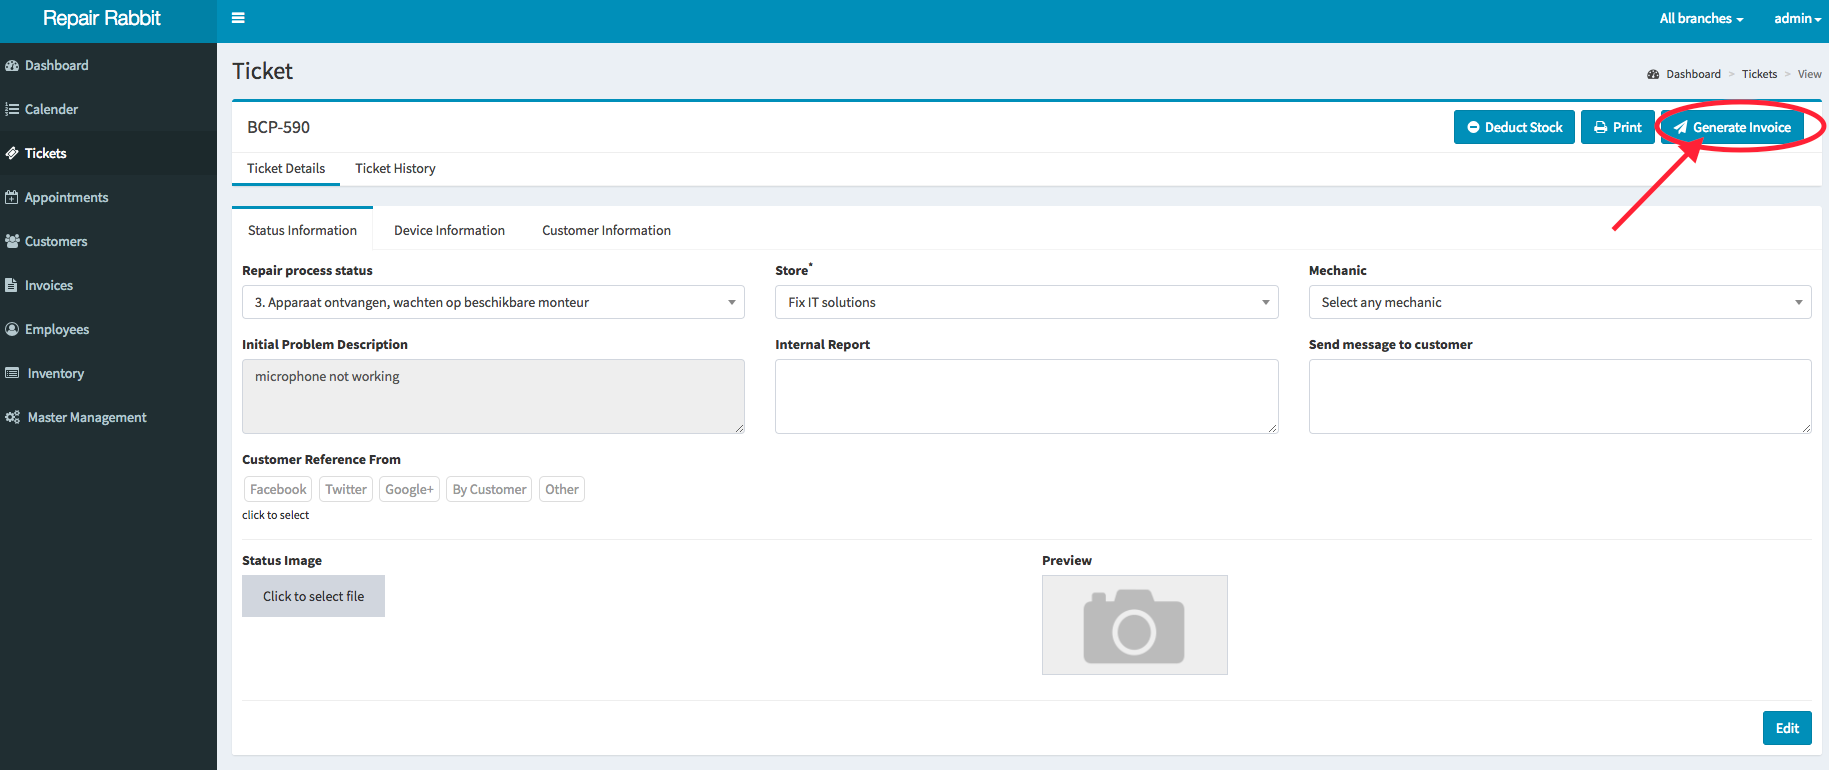 Repair Rabbit
All branches
admin
Dashboard
Calender
Tickets
Appointments
Customers
Invoices
Employees
Inventory
Master Management
Ticket
Dashboard > Tickets > View
BCP-590
Deduct Stock
Print
Generate Invoice
Ticket Details
Ticket History
Status Information
Device Information
Customer Information
Repair process status
Store*
Mechanic
3. Apparaat ontvangen, wachten op beschikbare monteur
Fix IT solutions
Select any mechanic
Initial Problem Description
Internal Report
Send message to customer
microphone not working
Customer Reference From
Facebook
Twitter
Google+
By Customer
Other
click to select
Status Image
Preview
Click to select file
Edit